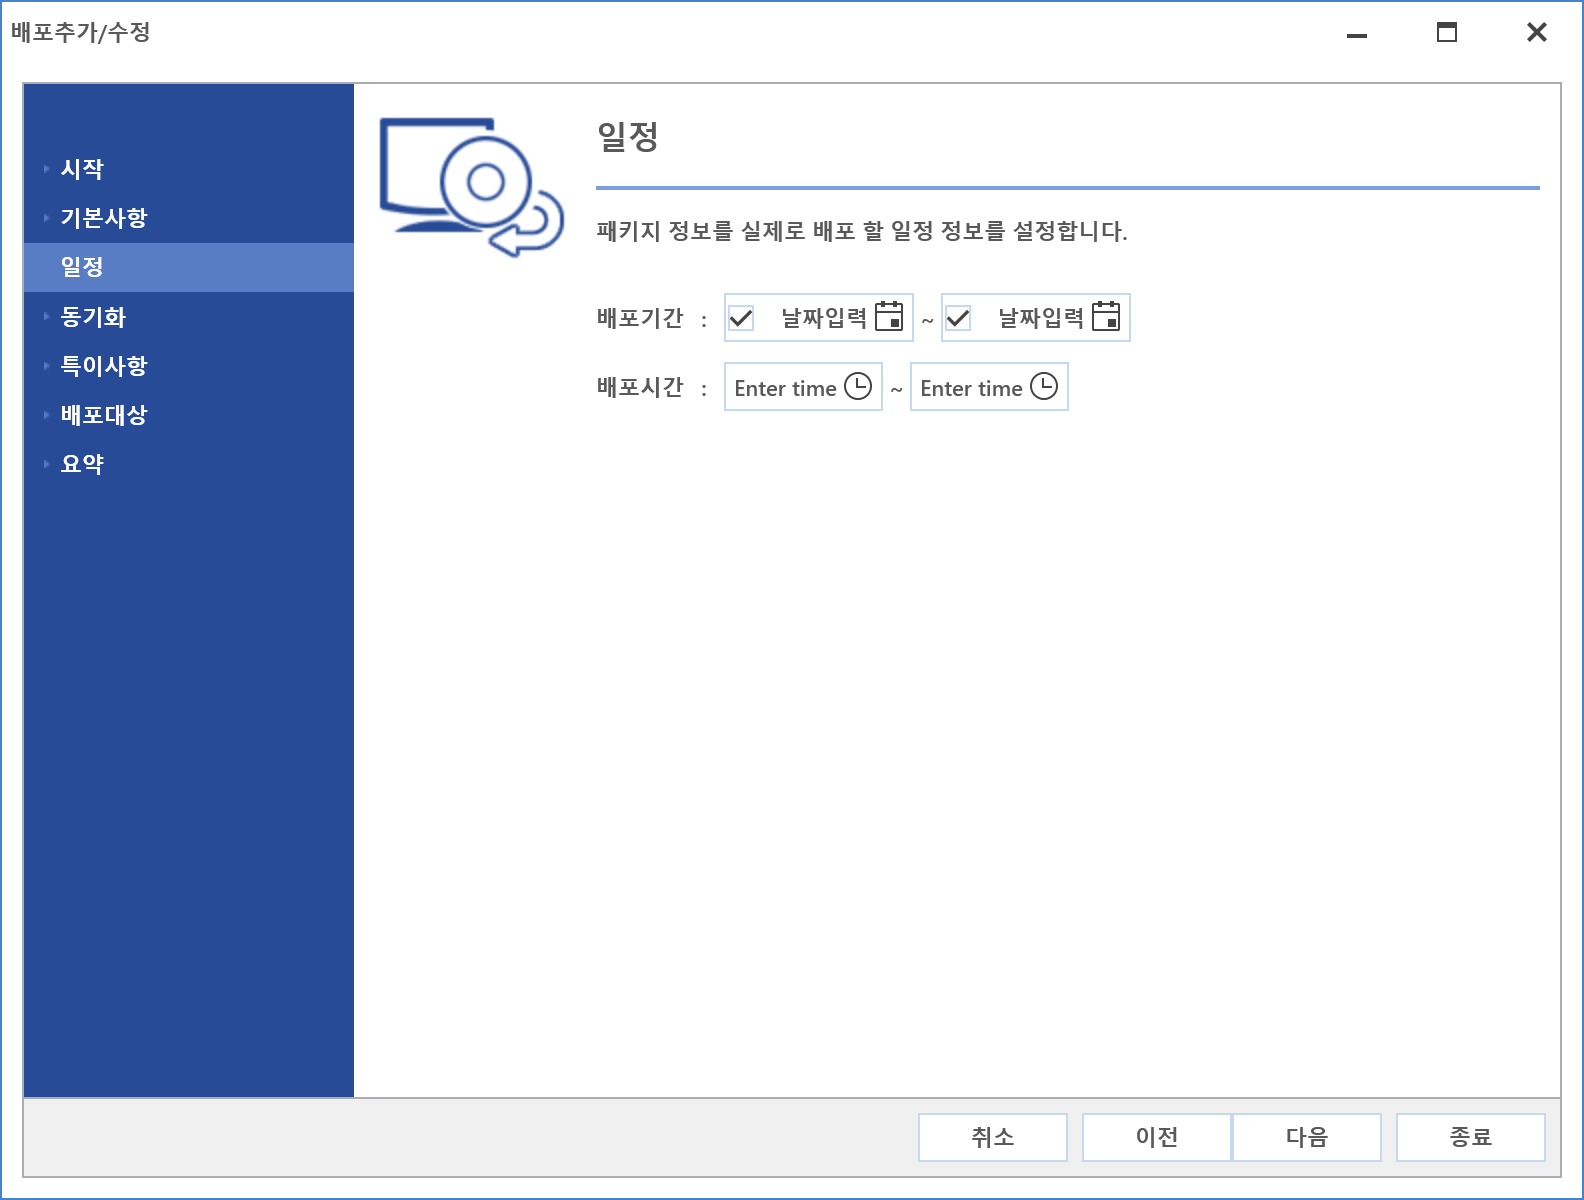 배포추가/수정
시작
기본사항
일정
동기화
특이사항
배포대상
요약
일정
패키지 정보를 실제로 배포 할 일정 정보를 설정합니다.
배포기간 : 날짜입력 ~ 날짜입력
배포시간 : Enter time ~ Enter time
취소 이전 다음 종료